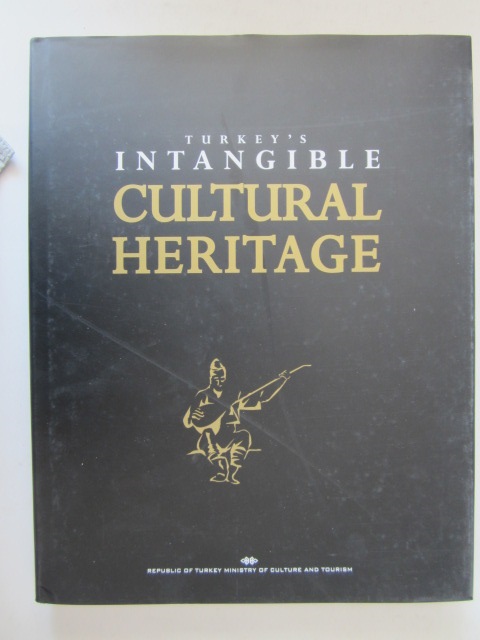 TURKEY'S
INTANGIBLE
CULTURAL
HERITAGE
REPUBLIC OF TURKEY MINISTRY OF CULTURE AND TOURISM